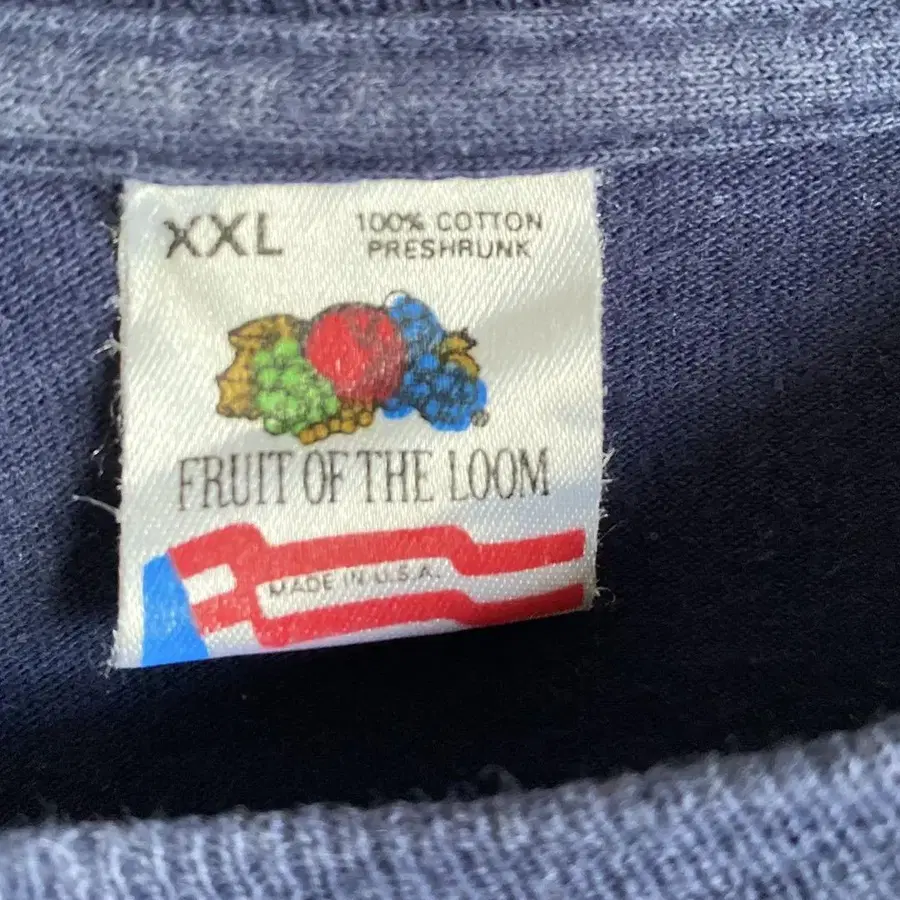 XXL
100% COTTON
PRESHRUNK
FRUIT OF THE LOOM
MADE IN U.S.A.